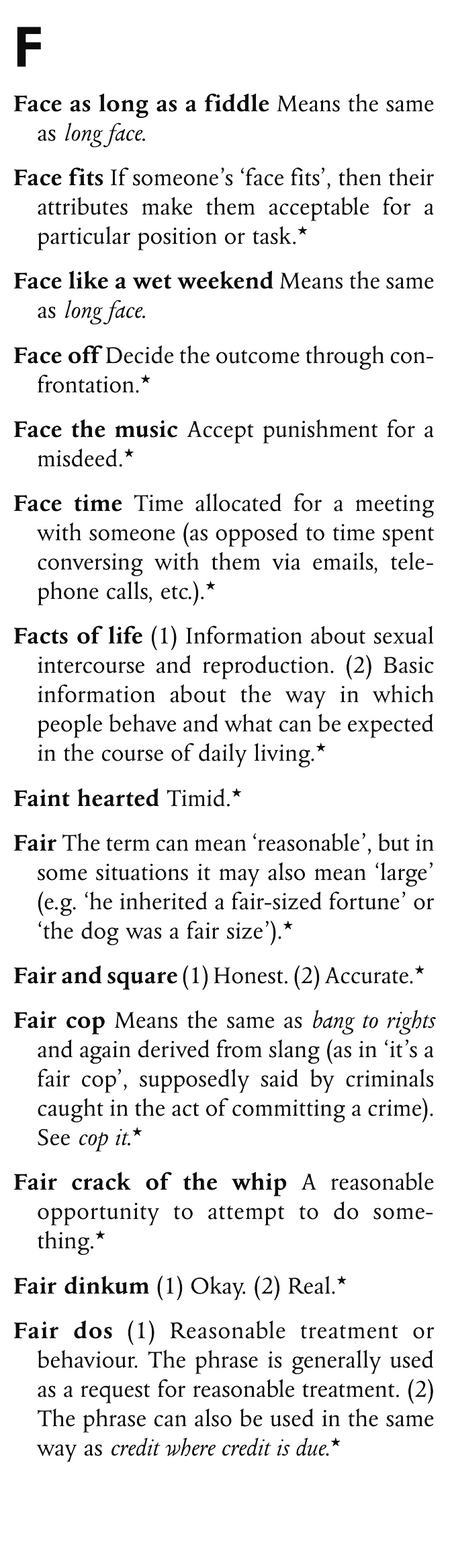 F
Face as long as a fiddle Means the same
as long face.
Face fits If someone’s ‘face fits’, then their
attributes make them acceptable for a
particular position or task.★
Face like a wet weekend Means the same
as long face.
Face off Decide the outcome through con-
frontation.★
Face the music Accept punishment for a
misdeed.★
Face time Time allocated for a meeting
with someone (as opposed to time spent
conversing with them via emails, tele-
phone calls, etc.).★
Facts of life (1) Information about sexual
intercourse and reproduction. (2) Basic
information about the way in which
people behave and what can be expected
in the course of daily living.★
Faint hearted Timid.★
Fair The term can mean ‘reasonable’, but in
some situations it may also mean ‘large’
(e.g. ‘he inherited a fair-sized fortune’ or
‘the dog was a fair size’).★
Fair and square (1) Honest. (2) Accurate.★
Fair cop Means the same as bang to rights
and again derived from slang (as in ‘it’s a
fair cop’, supposedly said by criminals
caught in the act of committing a crime).
See cop it.★
Fair crack of the whip A reasonable
opportunity to attempt to do some-
thing.★
Fair dinkum (1) Okay. (2) Real.★
Fair dos (1) Reasonable treatment or
behaviour. The phrase is generally used
as a request for reasonable treatment. (2)
The phrase can also be used in the same
way as credit where credit is due.★